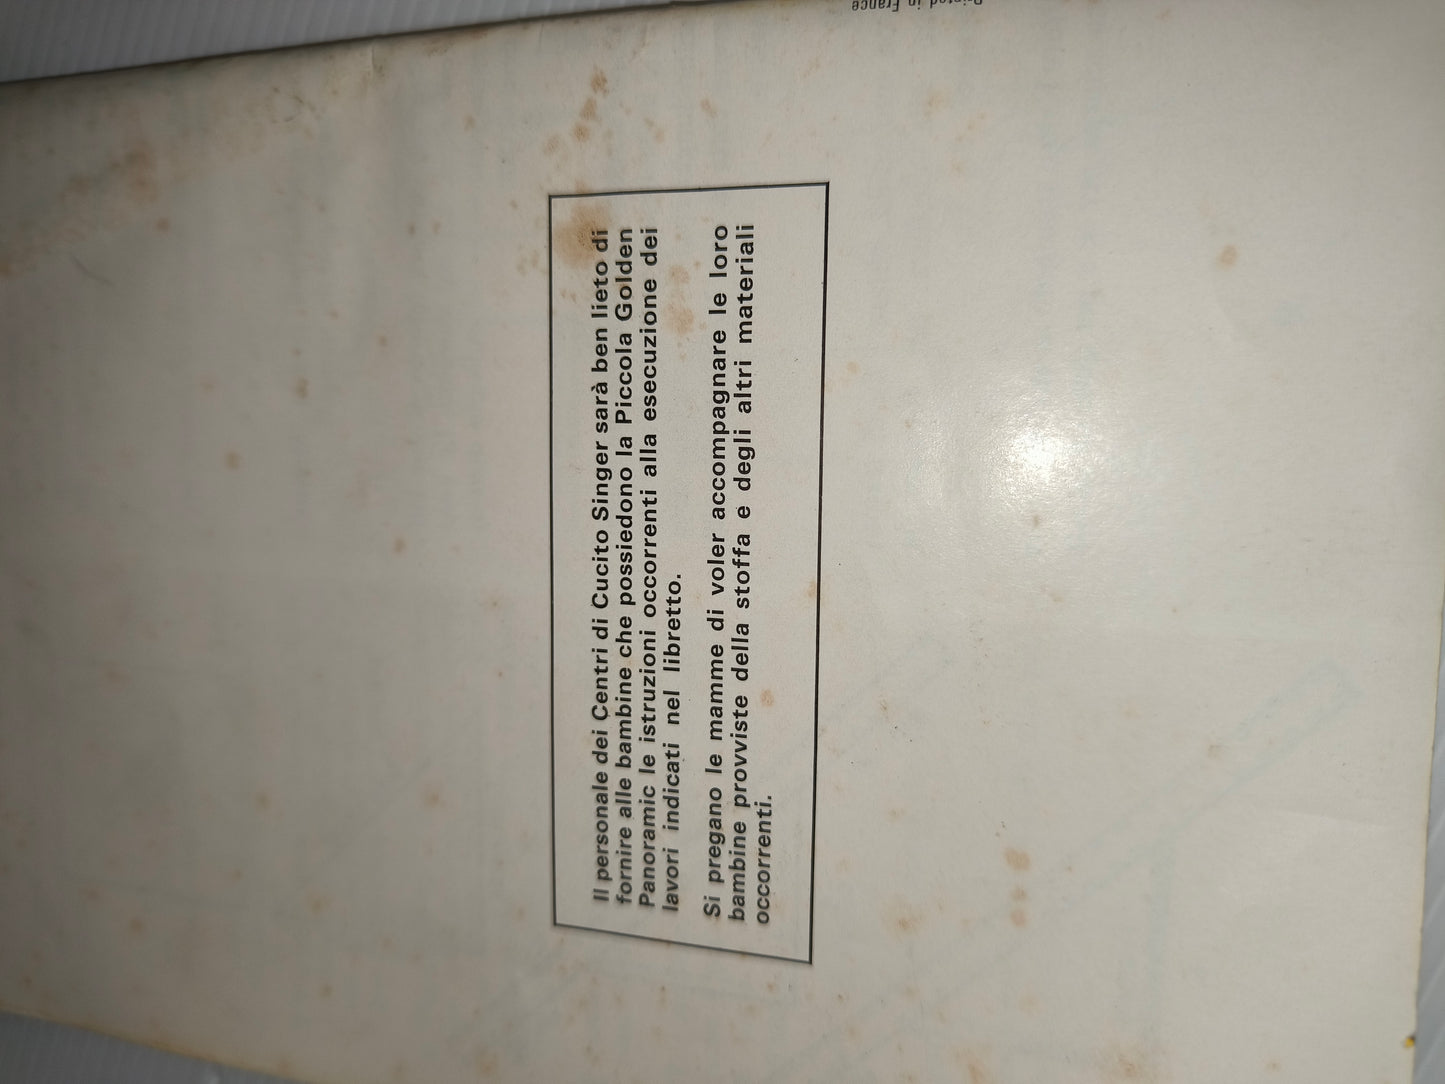 Il personale dei Centri di Cucito Singer sarà ben lieto di
fornire alle bambine che possiedono la Piccola Golden
Panoramic le istruzioni occorrenti alla esecuzione dei
lavori indicati nel libretto.
Si pregano le mamme di voler accompagnare le loro
bambine provviste della stoffa e degli altri materiali
occorrenti.
Printed in France